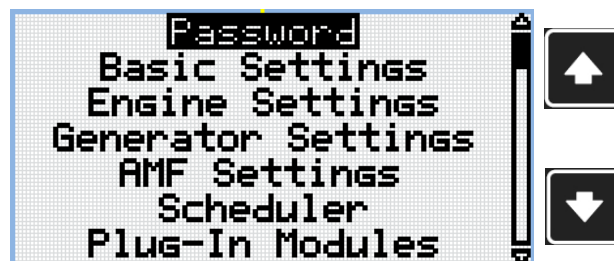 Password
Basic Settings
Engine Settings
Generator Settings
AMF Settings
Scheduler
Plug-In Modules